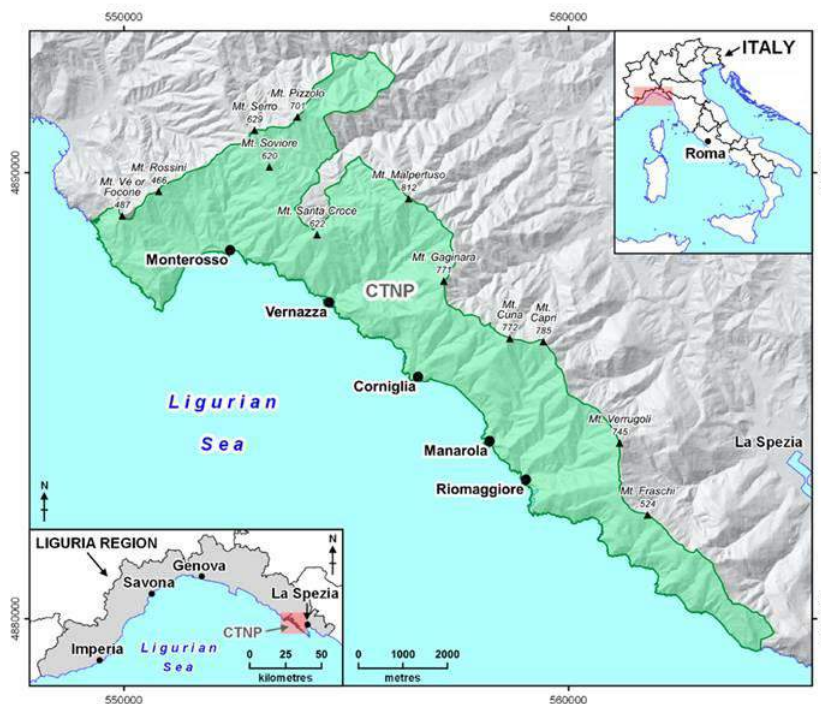 550000
560000
ITALY
Roma
4890000
4880000
Mt. Pizzolo
701
Mt. Serro
629
Mt. Soviore
620
Mt. Rossini
466
Mt. Vè or
Focone
487
Mt. Malpertuso
812
Mt. Santa Croce
622
Monterosso
Mt. Gaginara
771
CTNP
Vernazza
Mt.
Cuna
772
Mt.
Capri
785
Corniglia
Ligurian
Sea
Mt. Verrugoli
745
La Spezia
Manarola
Riomaggiore
Mt. Fraschi
524
N
LIGURIA REGION
N
Genova
Savona
La Spezia
CTNP
Imperia
Ligurian
Sea
0 25 50
kilometres
0 1000 2000
metres
550000
560000